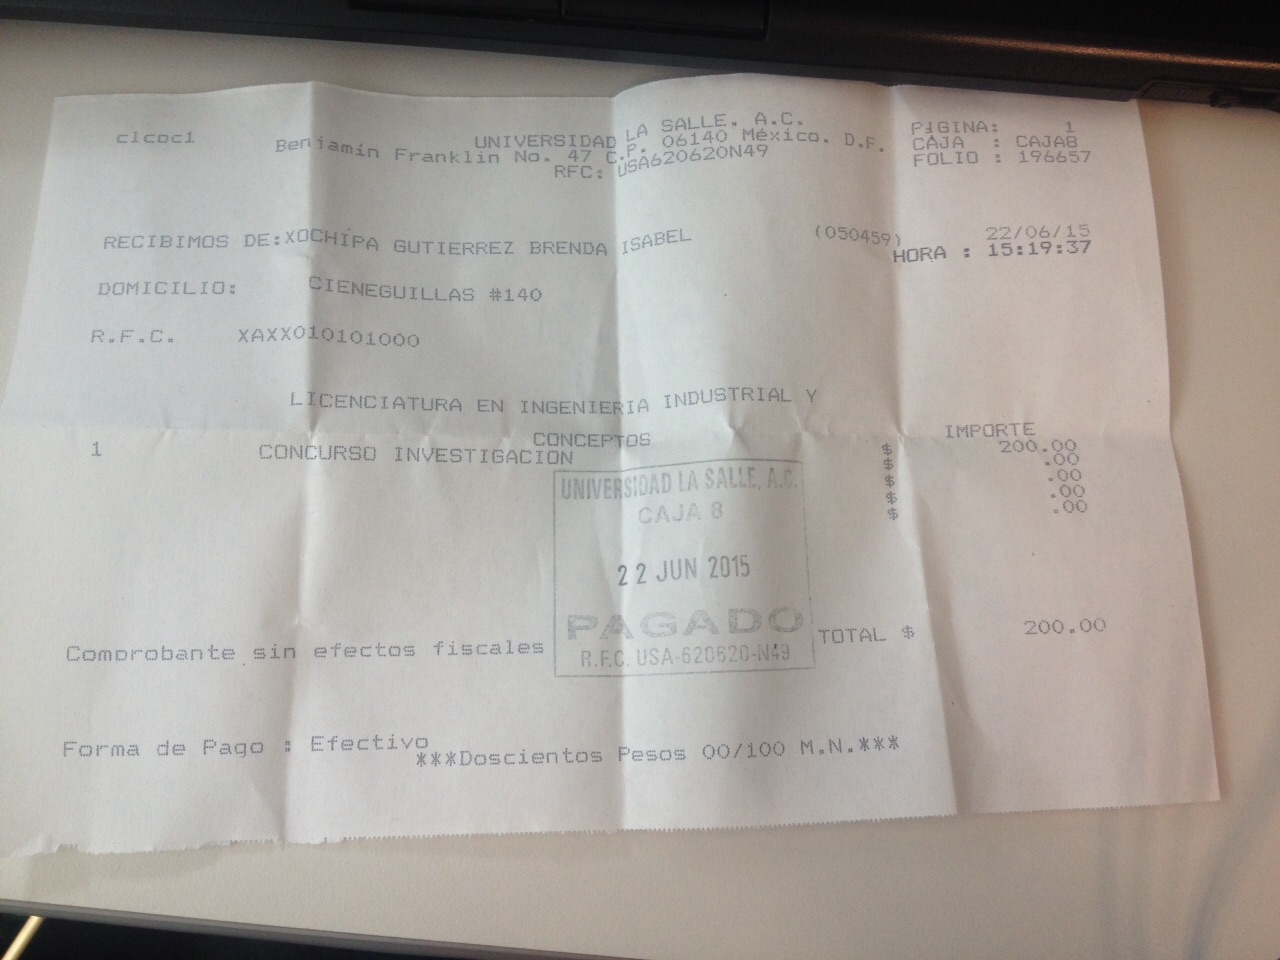 clcoc1
UNIVERSIDAD LA SALLE. A.C.
Benjamin Franklin No. 47 C.P. 06140 México. D.F.
RFC: USA620620N49
PAGINA: 1
CAJA : CAJA8
FOLIO : 196657
RECIBIMOS DE:XOCHIPA GUTIERREZ BRENDA ISABEL (050459) 22/06/15
HORA : 15:19:37
DOMICILIO: CIENEGUILLAS #140
R.F.C. XAXX010101000
LICENCIATURA EN INGENIERIA INDUSTRIAL Y
CONCEPTOS IMPORTE
1 CONCURSO INVESTIGACION $ 200.00
$ .00
$ .00
$ .00
$ .00
UNIVERSIDAD LA SALLE, A.C.
CAJA 8
22 JUN 2015
PAGADO
R.F.C. USA-620620-N49
Comprobante sin efectos fiscales TOTAL $ 200.00
Forma de Pago : Efectivo
***Doscientos Pesos 00/100 M.N.***